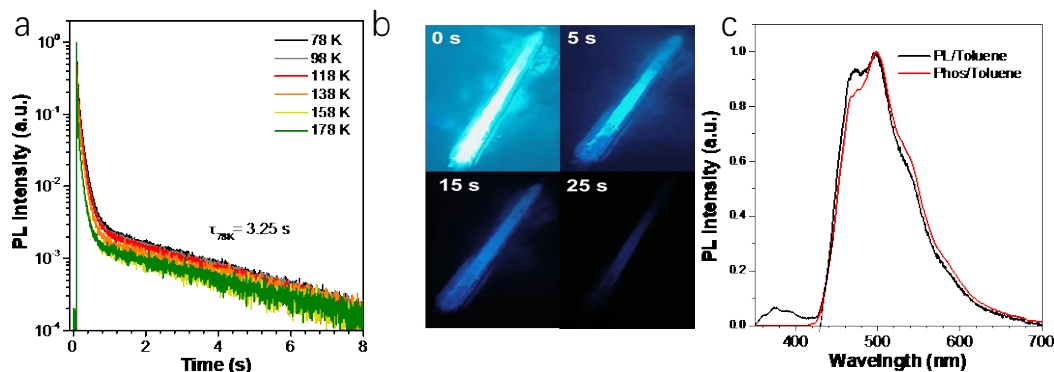 a
PL Intensity (a.u.)
10⁰
10⁻¹
10⁻²
10⁻³
10⁻⁴
78 K
98 K
118 K
138 K
158 K
178 K
τ78K= 3.25 s
0 2 4 6 8
Time (s)
b
0 s
5 s
15 s
25 s
c
PL Intensity (a.u.)
1.0
0.8
0.6
0.4
0.2
0.0
PL/Toluene
Phos/Toluene
400 500 600 700
Wavelngth (nm)